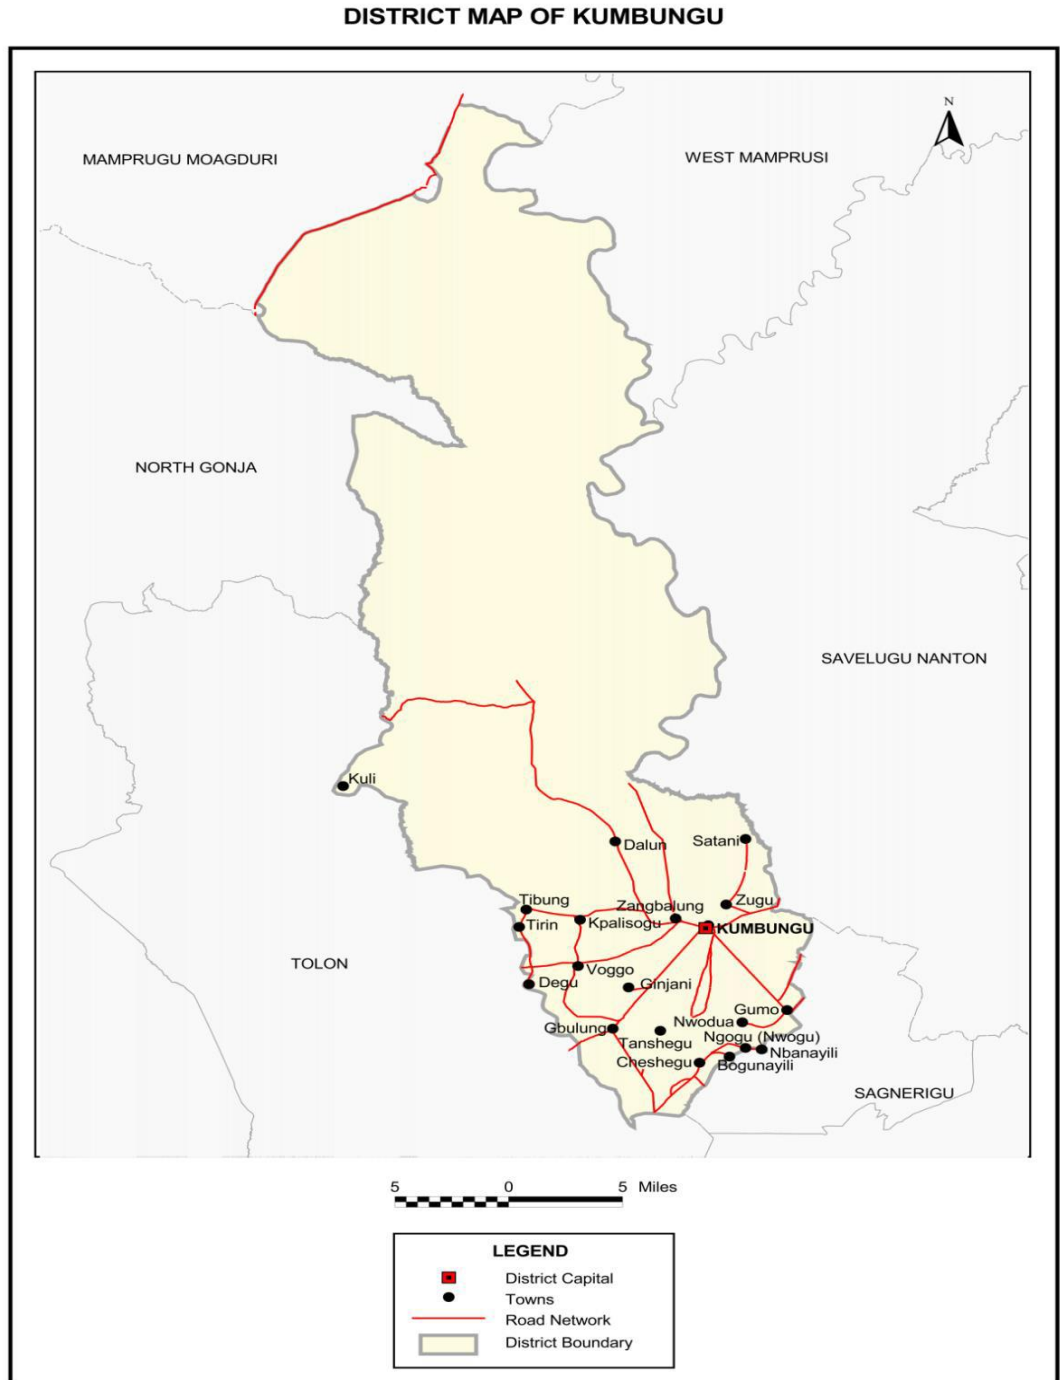 DISTRICT MAP OF KUMBUNGU
N
MAMPRUGU MOAGDURI
WEST MAMPRUSI
NORTH GONJA
SAVELUGU NANTON
Kuli
Dalun
Satani
Tibung
Zangbalung
Zugu
Tirin
Kpalisogu
KUMBUNGU
TOLON
Voggo
Degu
Ginjani
Gumo
Gbulung
Nwodua
Tanshegu
Ngogu (Nwogu)
Nbanayili
Cheshegu
Bogunayili
SAGNERIGU
5 0 5 Miles
LEGEND
District Capital
Towns
Road Network
District Boundary